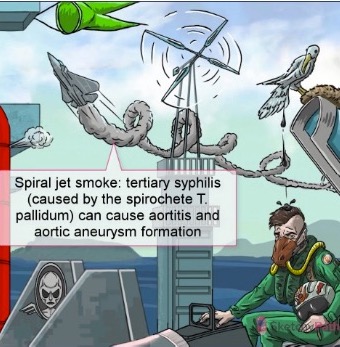 Spiral jet smoke: tertiary syphilis
(caused by the spirochete T.
pallidum) can cause aortitis and
aortic aneurysm formation